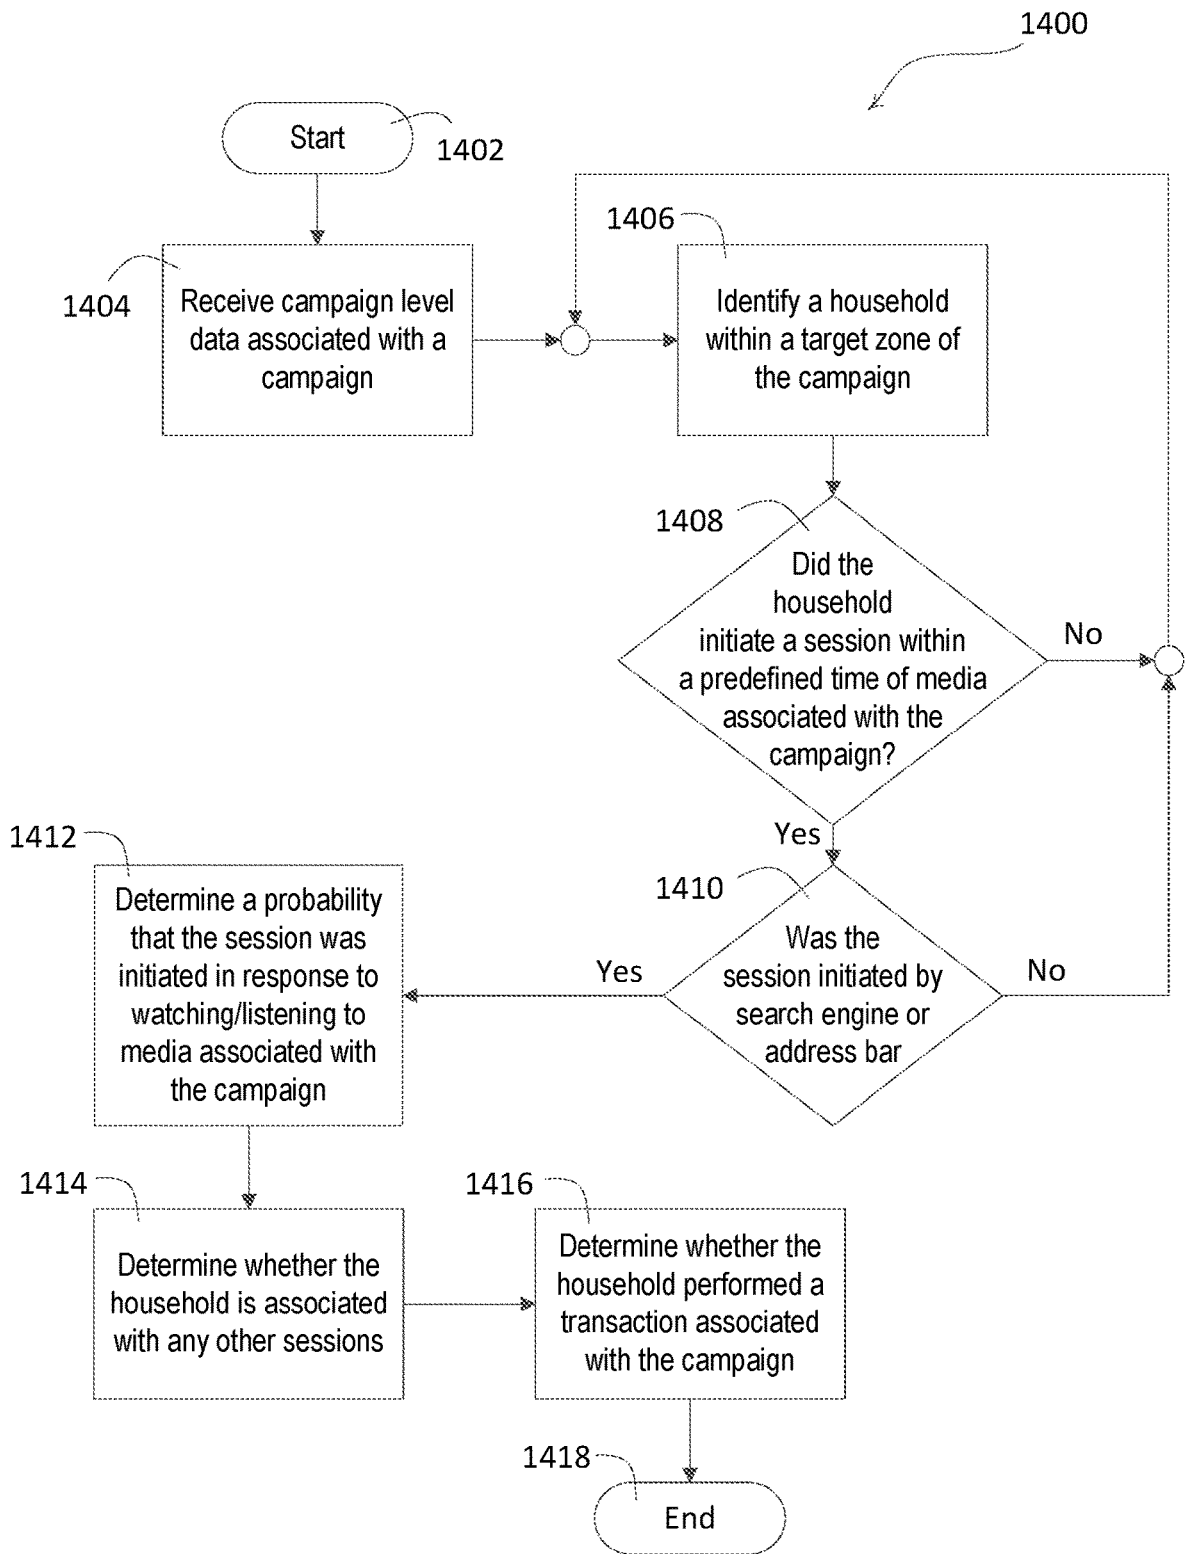 1400
Start
1402
1404
Receive campaign level
data associated with a
campaign
1406
Identify a household
within a target zone of
the campaign
1408
Did the
household
initiate a session within
a predefined time of media
associated with the
campaign?
No
Yes
1410
Was the
session initiated by
search engine or
address bar
No
Yes
1412
Determine a probability
that the session was
initiated in response to
watching/listening to
media associated with
the campaign
1414
Determine whether the
household is associated
with any other sessions
1416
Determine whether the
household performed a
transaction associated
with the campaign
1418
End